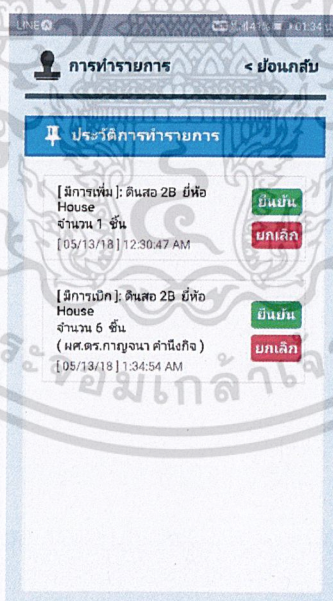 LINE 41% 01:34
การทำรายการ < ย้อนกลับ
ประวัติการทำรายการ
[ มีการเพิ่ม ]: ดินสอ 2B ยี่ห้อ
House
จำนวน 1 ชิ้น
[ 05/13/18 ] 12:30:47 AM
ยืนยัน
ยกเลิก
[ มีการเบิก ]: ดินสอ 2B ยี่ห้อ
House
จำนวน 6 ชิ้น
( ผศ.ดร.กาญจนา คำนึงกิจ )
[ 05/13/18 ] 1:34:54 AM
ยืนยัน
ยกเลิก